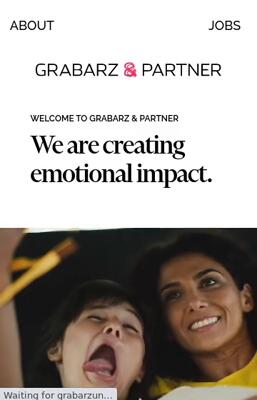 ABOUT JOBS
GRABARZ & PARTNER
WELCOME TO GRABARZ & PARTNER
We are creating
emotional impact.
Waiting for grabarzun...